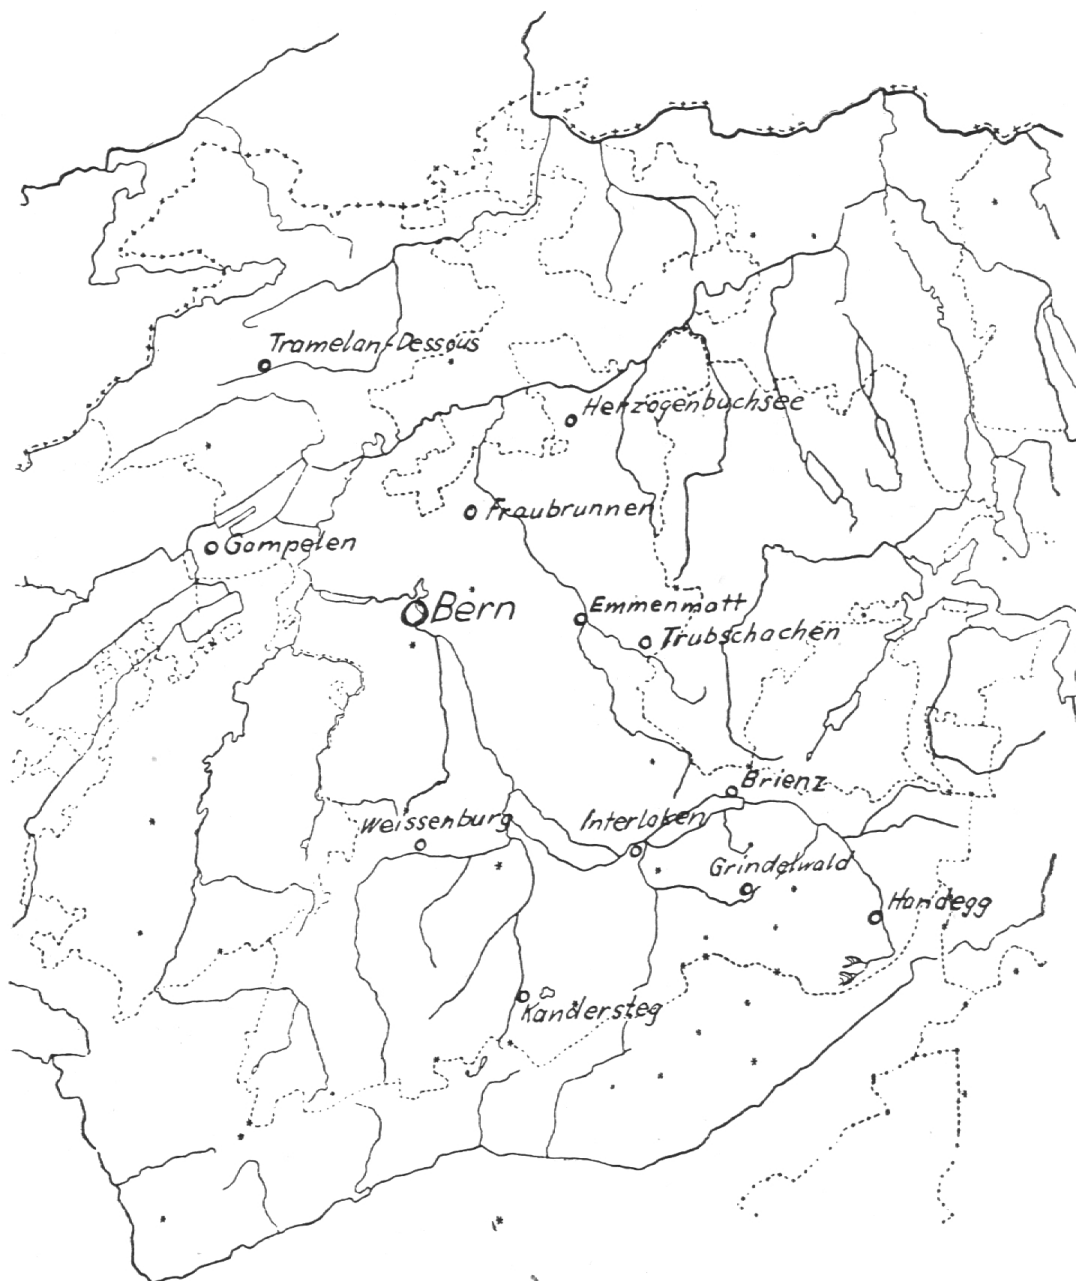 Tramelan-Dessous
Herzogenbuchsee
Fraubrunnen
Gampelen
Bern
Emmenmatt
Trubschachen
Brienz
Weissenburg
Interlaken
Grindelwald
Handegg
Kandersteg